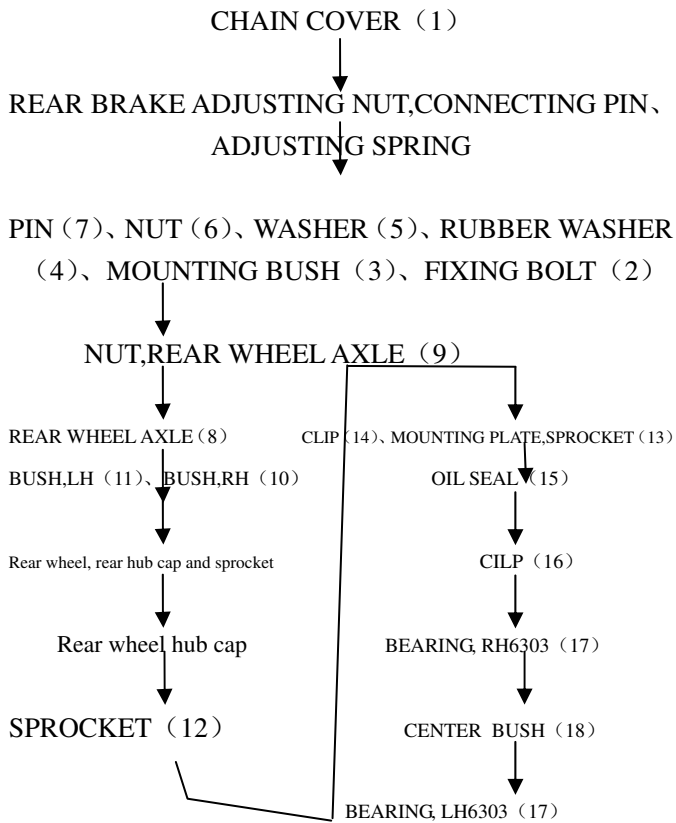 CHAIN COVER（1）
REAR BRAKE ADJUSTING NUT,CONNECTING PIN、
ADJUSTING SPRING
PIN（7）、NUT（6）、WASHER（5）、RUBBER WASHER
（4）、MOUNTING BUSH（3）、FIXING BOLT（2）
NUT,REAR WHEEL AXLE（9）
REAR WHEEL AXLE（8）
BUSH,LH（11）、BUSH,RH（10）
Rear wheel, rear hub cap and sprocket
Rear wheel hub cap
SPROCKET（12）
CLIP（14）、MOUNTING PLATE,SPROCKET（13）
OIL SEAL（15）
CILP（16）
BEARING, RH6303（17）
CENTER BUSH（18）
BEARING, LH6303（17）